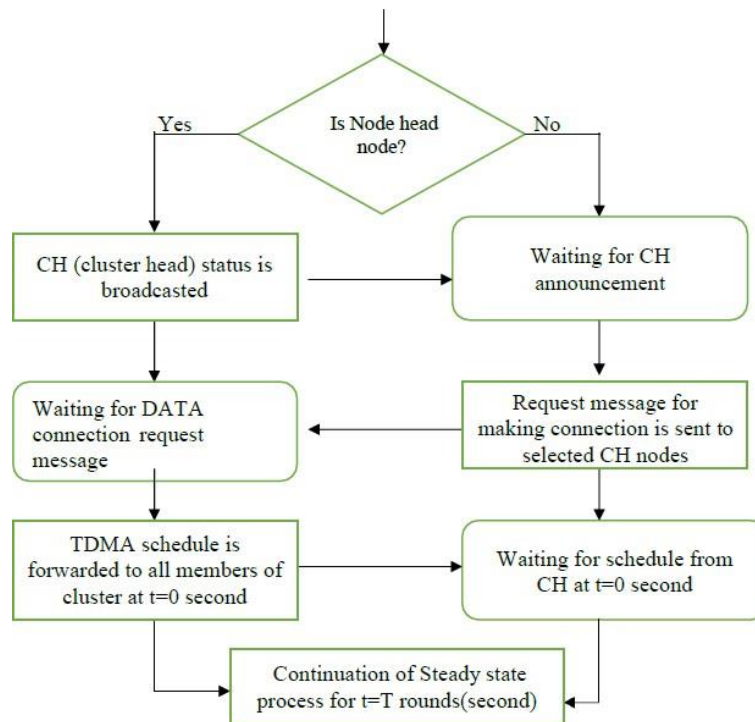 Is Node head
node?
Yes
No
CH (cluster head) status is
broadcasted
Waiting for CH
announcement
Waiting for DATA
connection request
message
Request message for
making connection is sent to
selected CH nodes
TDMA schedule is
forwarded to all members of
cluster at t=0 second
Waiting for schedule from
CH at t=0 second
Continuation of Steady state
process for t=T rounds(second)